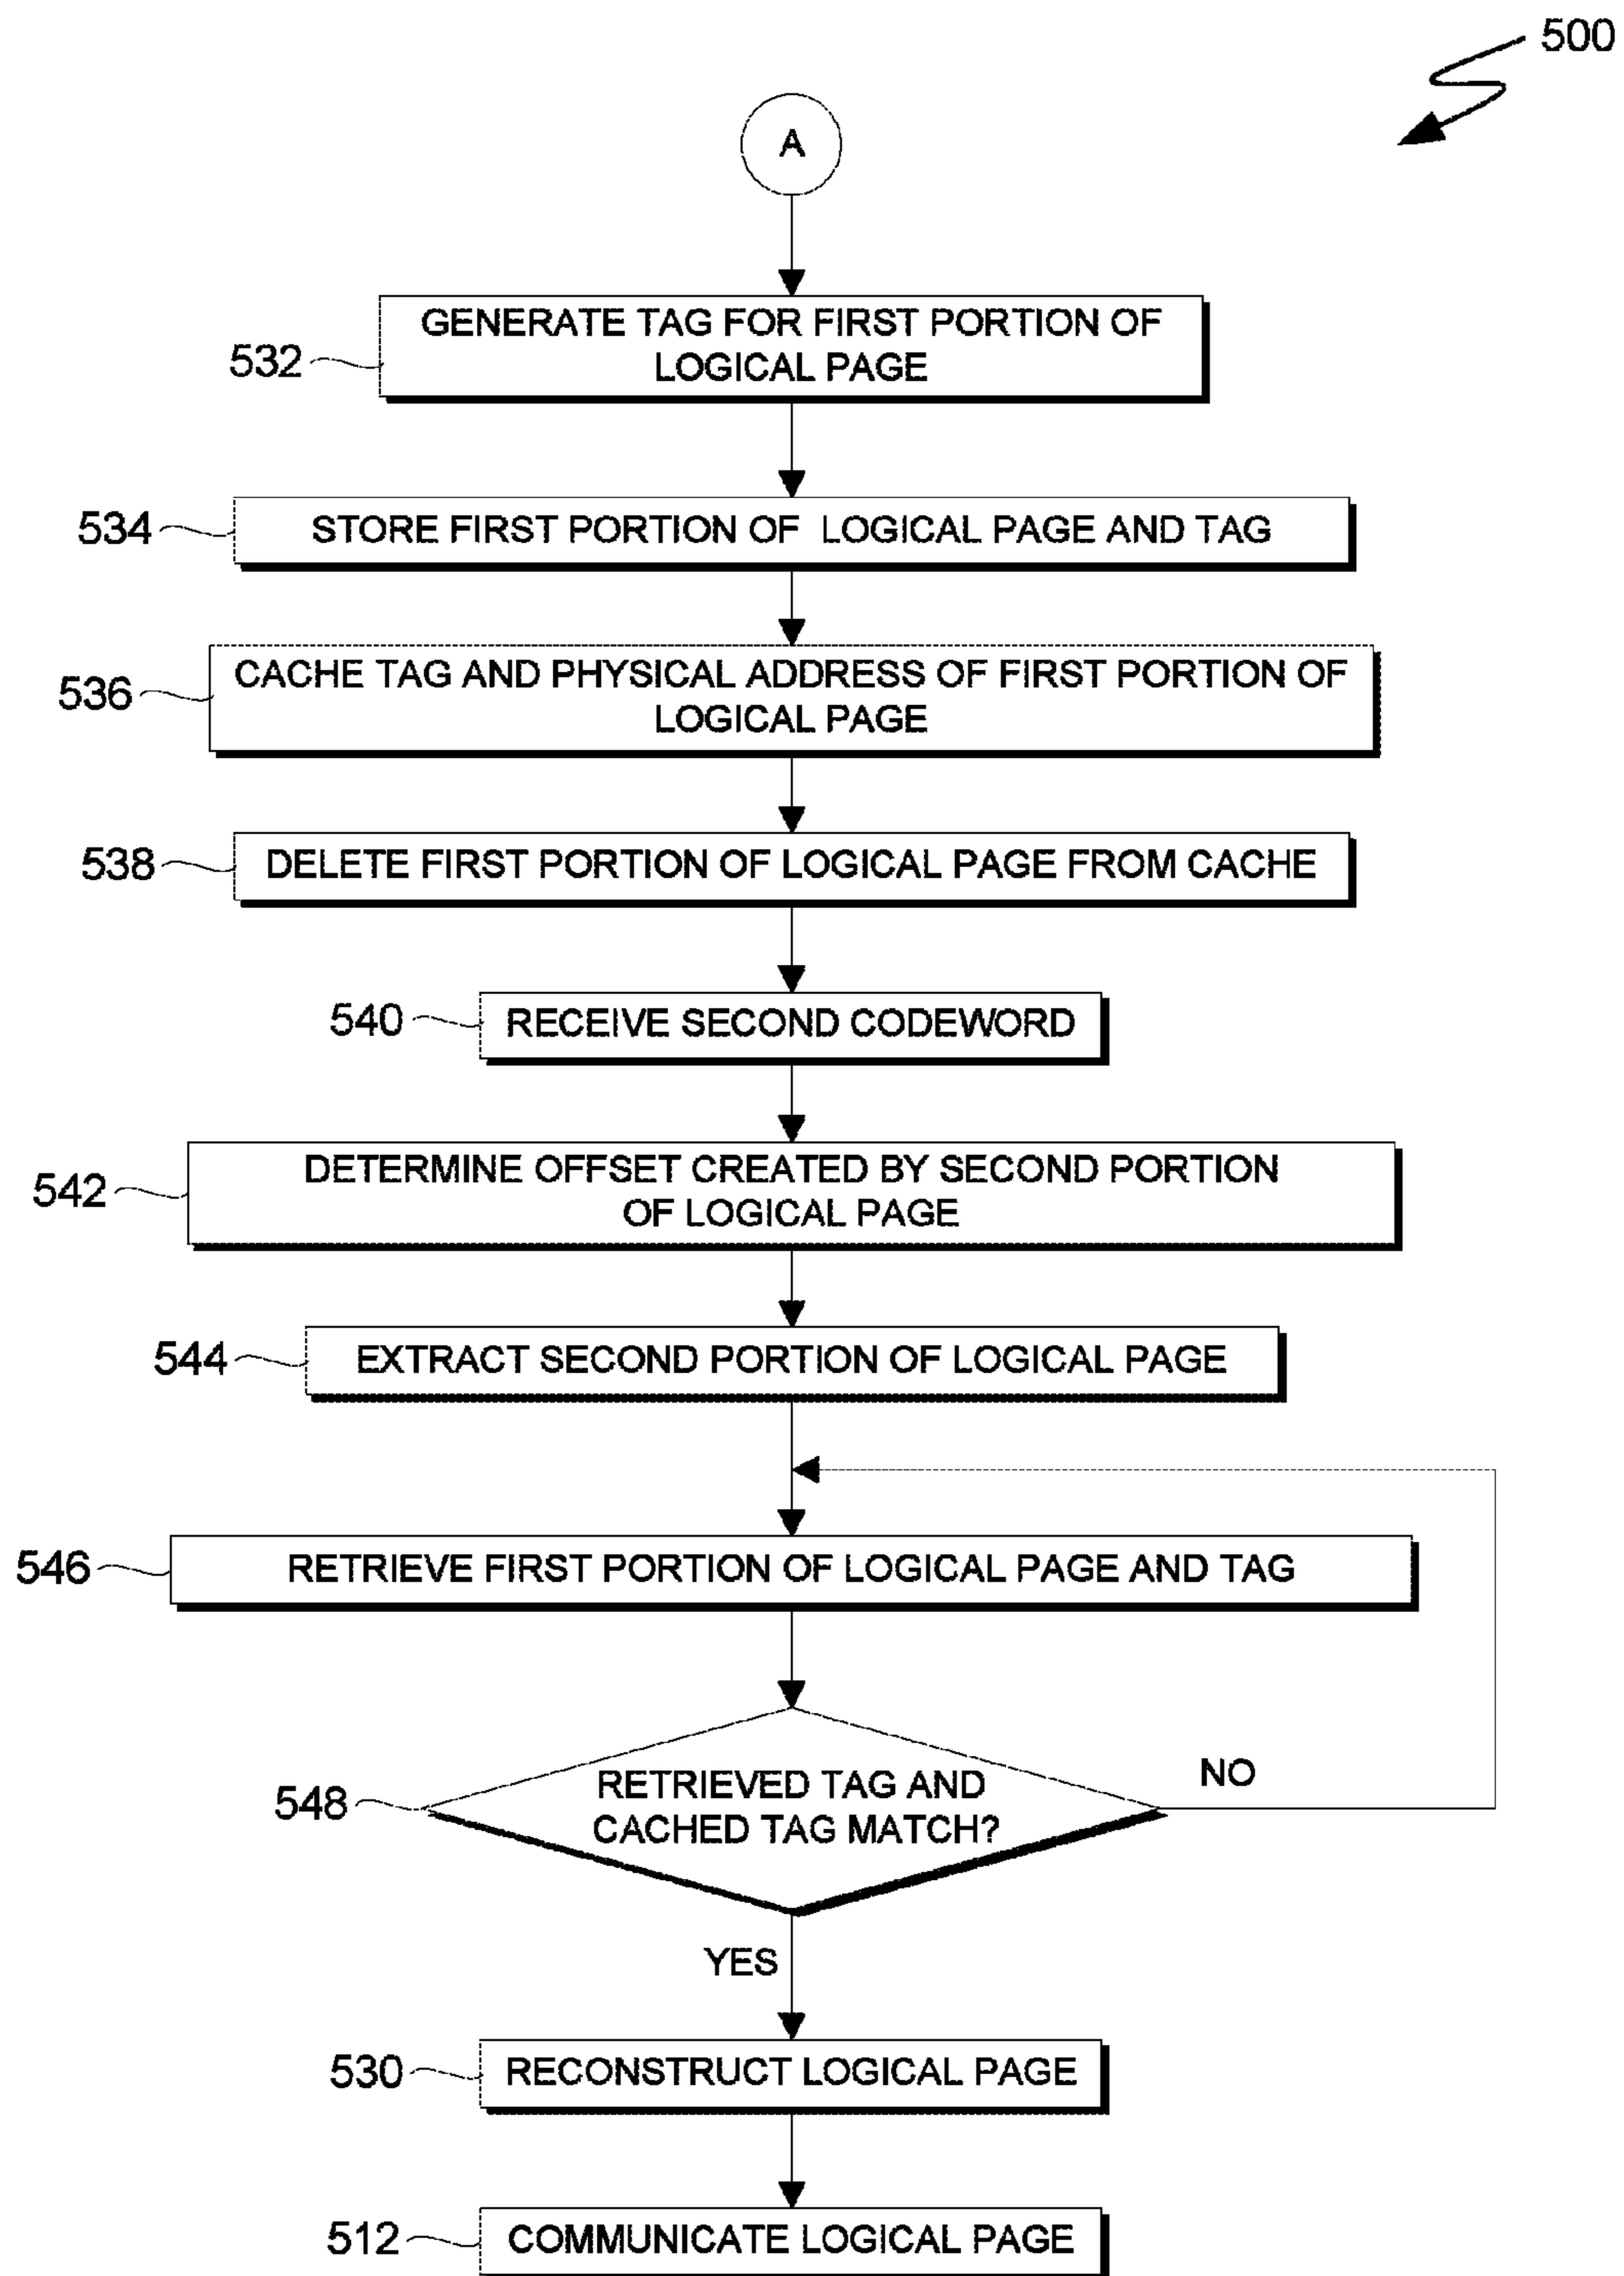 500
A
GENERATE TAG FOR FIRST PORTION OF
LOGICAL PAGE
532
534
STORE FIRST PORTION OF LOGICAL PAGE AND TAG
CACHE TAG AND PHYSICAL ADDRESS OF FIRST PORTION OF
LOGICAL PAGE
536
538
DELETE FIRST PORTION OF LOGICAL PAGE FROM CACHE
540
RECEIVE SECOND CODEWORD
DETERMINE OFFSET CREATED BY SECOND PORTION
OF LOGICAL PAGE
542
544
EXTRACT SECOND PORTION OF LOGICAL PAGE
546
RETRIEVE FIRST PORTION OF LOGICAL PAGE AND TAG
548
RETRIEVED TAG AND
CACHED TAG MATCH?
NO
YES
530
RECONSTRUCT LOGICAL PAGE
512
COMMUNICATE LOGICAL PAGE